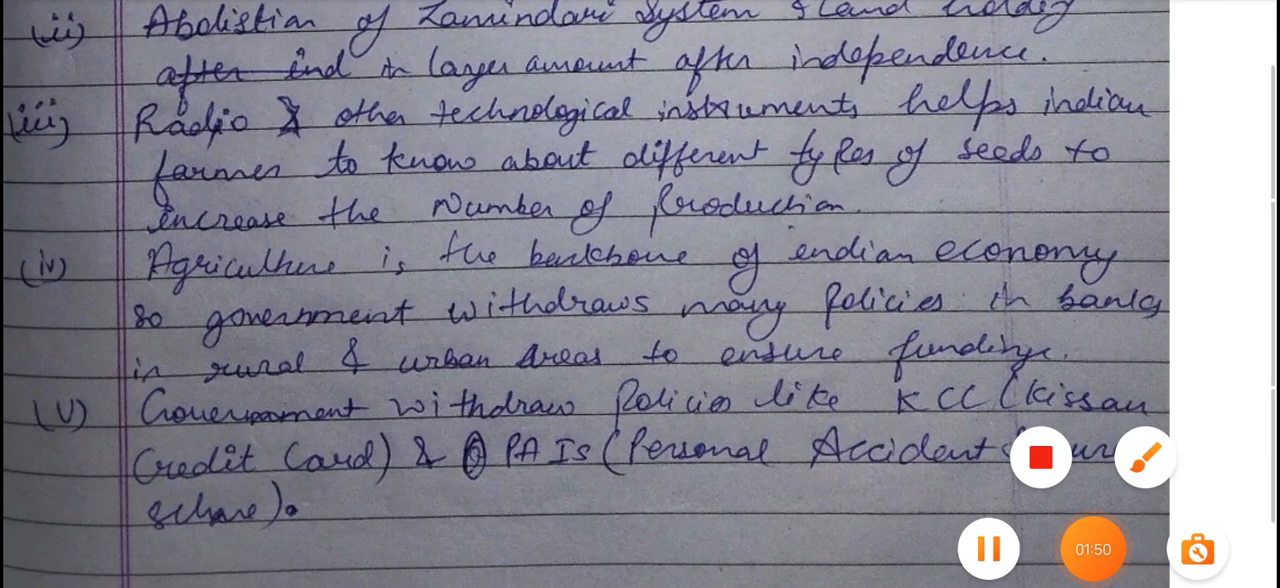 (ii) Abolistion of Zamindari System & land holdig
after end in larger amount after independence.
(iii) Radio & other technological instruments helps indian
farmer to know about different types of seeds to
increase the Number of Production.
(iv) Agriculture is the backbone of endian economy
so government withdraws many policies in banks
in rural & urban areas to ensure
(v) Government withdraw policies like KCC (kissan
Credit Card) & PAIs (Personal Accident
scheme).
01:50